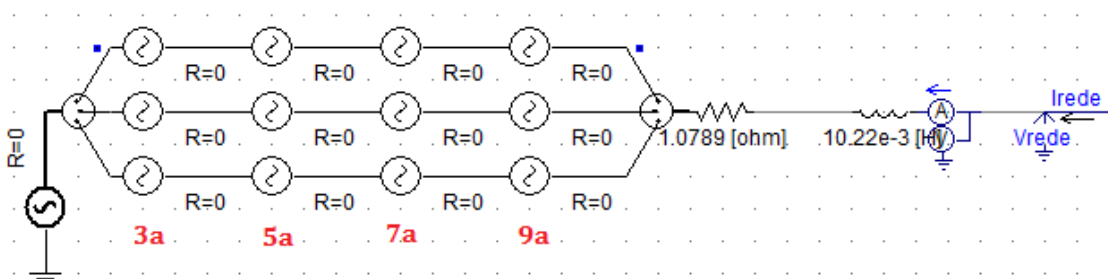 R=0 R=0 R=0 R=0
R=0 R=0 R=0 R=0
R=0 R=0 R=0 R=0
R=0
1.0789 [ohm]
10.22e-3 [H]
A
V
Irede
Vrede
3a 5a 7a 9a